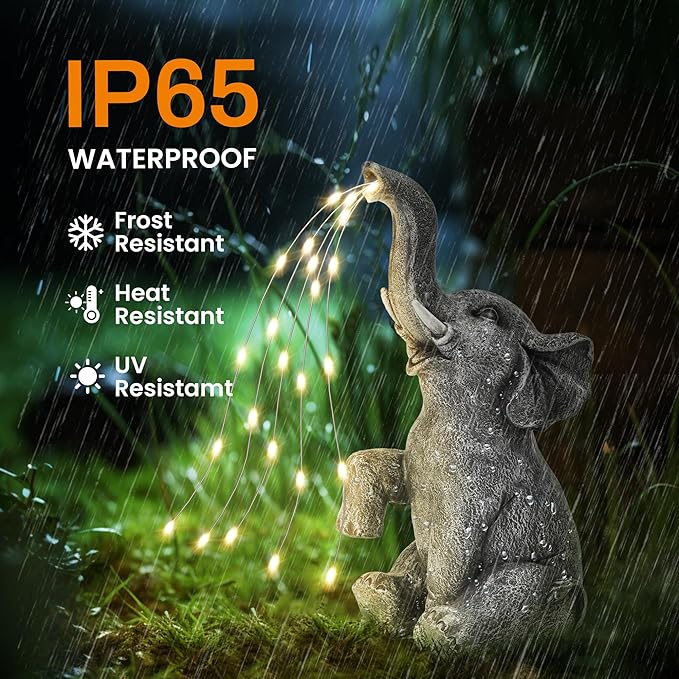 IP65
WATERPROOF
Frost
Resistant
Heat
Resistant
UV
Resistamt